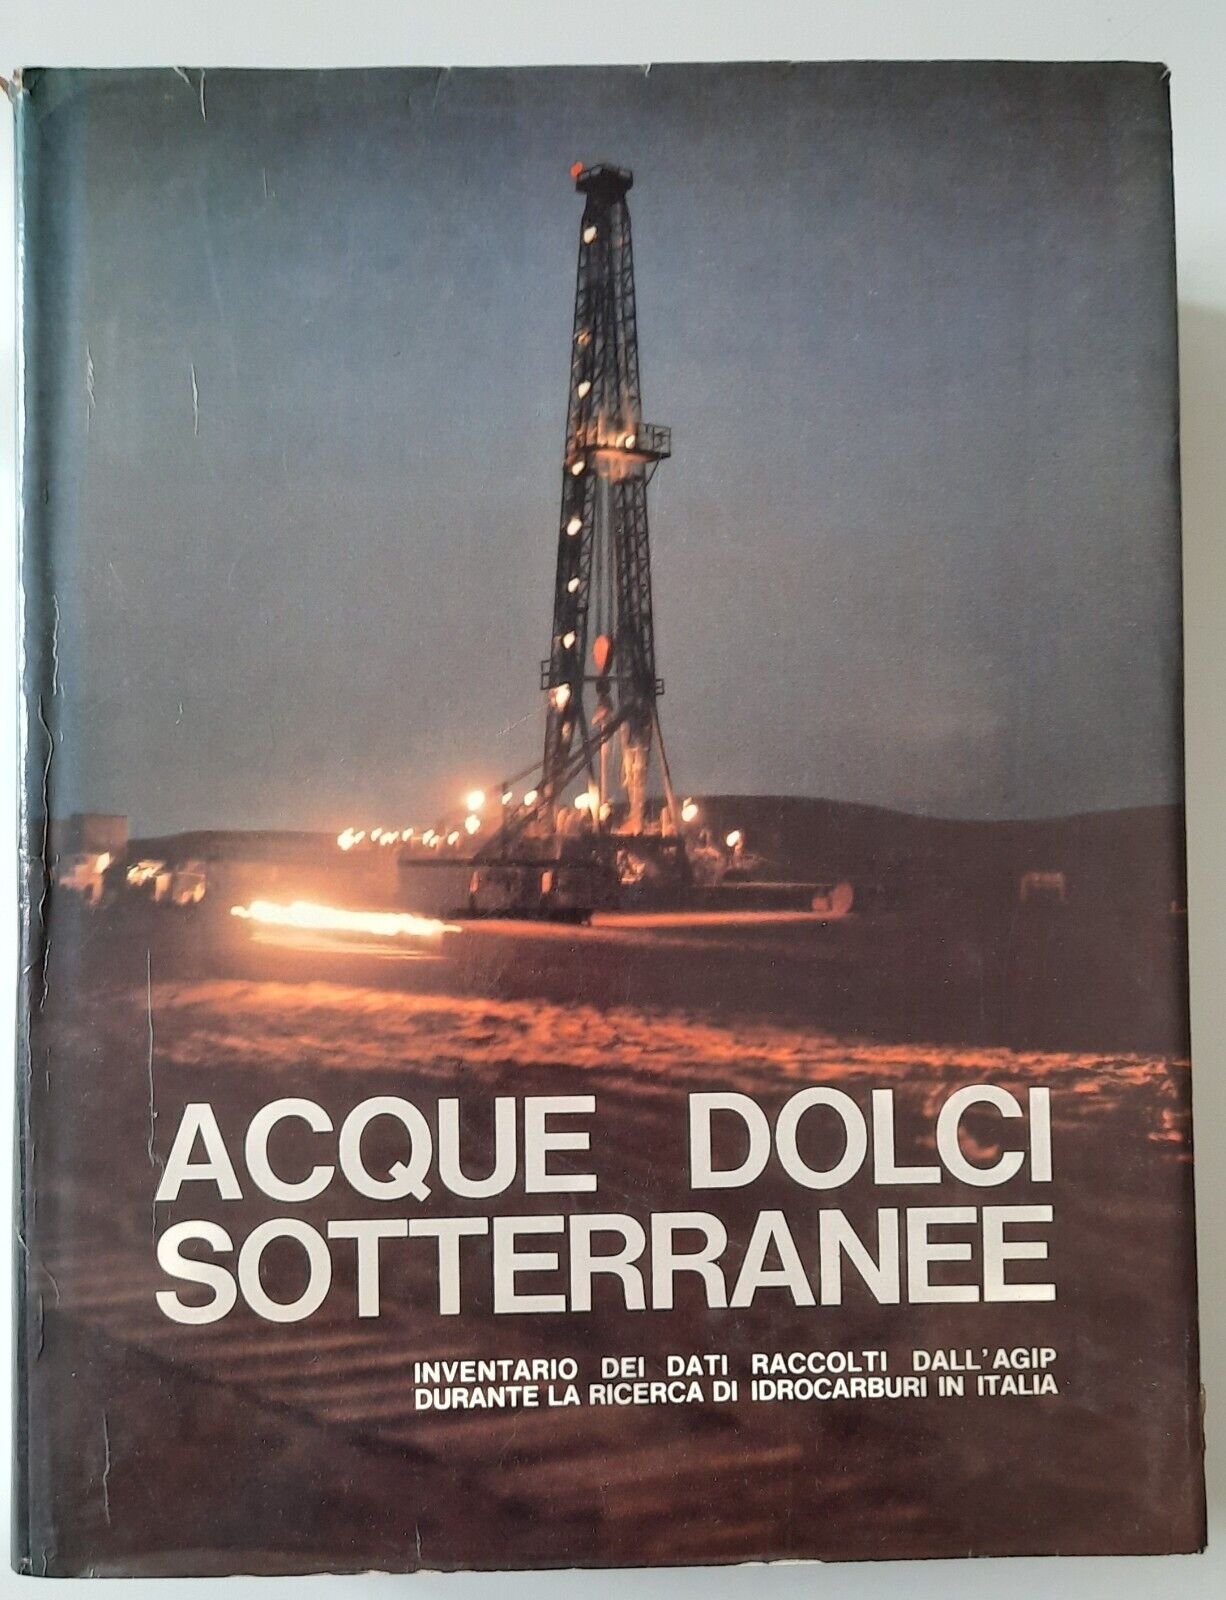 ACQUE DOLCI
SOTTERRANEE
INVENTARIO DEI DATI RACCOLTI DALL'AGIP
DURANTE LA RICERCA DI IDROCARBURI IN ITALIA